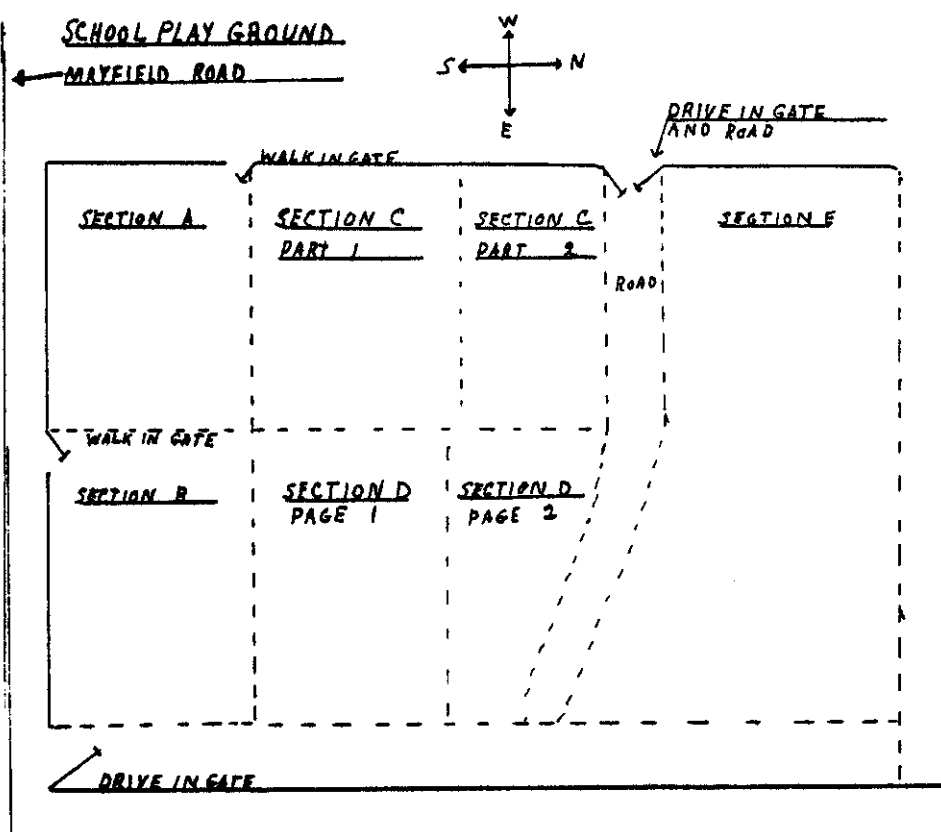 SCHOOL PLAY GROUND
MAYFIELD ROAD
W
S N
E
DRIVE IN GATE
AND ROAD
WALK IN GATE
SECTION A
SECTION C
PART 1
SECTION C
PART 2
ROAD
SECTION E
WALK IN GATE
SECTION B
SECTION D
PAGE 1
SECTION D
PAGE 2
DRIVE IN GATE